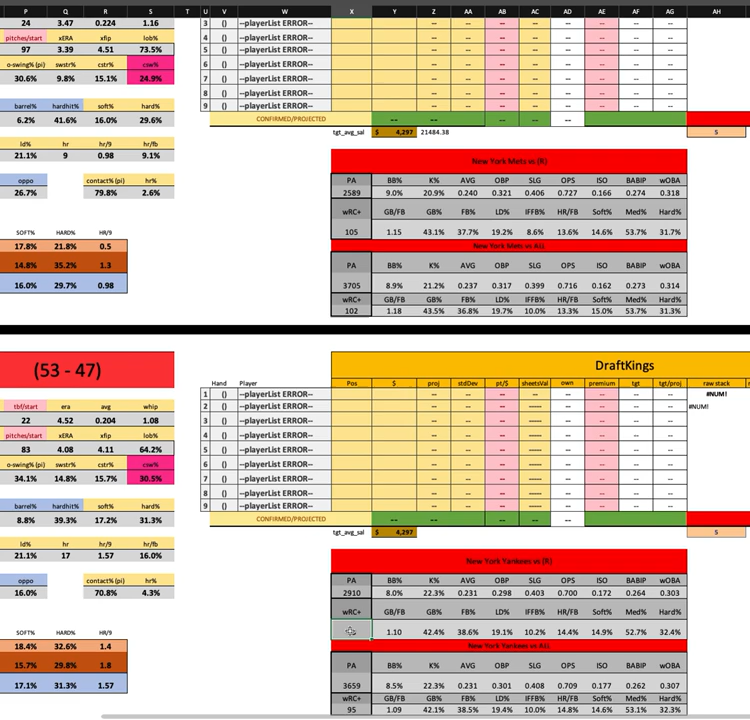 P Q R S T U V W X Y Z AA AB AC AD AE AF AG AH
24 3.47 0.224 1.16 3 () --playerList ERROR-- -- -- -- -- -- -- -- -- --
pitches/start xERA xfip lob% 4 () --playerList ERROR-- -- -- -- -- -- -- -- -- --
97 3.39 4.51 73.5% 5 () --playerList ERROR-- -- -- -- -- -- -- -- -- --
o-swing% (pi) swstr% cstr% csw% 6 () --playerList ERROR-- -- -- -- -- -- -- -- -- --
30.6% 9.8% 15.1% 24.9% 7 () --playerList ERROR-- -- -- -- -- -- -- -- -- --
8 () --playerList ERROR-- -- -- -- -- -- -- -- -- --
barrel% hardhit% soft% hard% 9 () --playerList ERROR-- -- -- -- -- -- -- -- -- --
6.2% 41.6% 16.0% 29.6% CONFIRMED/PROJECTED -- -- -- -- --
tgt_avg_sal $ 4,297 21484.38 5
ld% hr hr/9 hr/fb
21.1% 9 0.98 9.1%
New York Mets vs (R)
oppo contact% (pi) hr% PA BB% K% AVG OBP SLG OPS ISO BABIP wOBA
26.7% 79.8% 2.6% 2589 9.0% 20.9% 0.240 0.321 0.406 0.727 0.166 0.274 0.318
wRC+ GB/FB GB% FB% LD% IFFB% HR/FB Soft% Med% Hard%
SOFT% HARD% HR/9 105 1.15 43.1% 37.7% 19.2% 8.6% 13.6% 14.6% 53.7% 31.7%
17.8% 21.8% 0.5 New York Mets vs ALL
14.8% 35.2% 1.3 PA BB% K% AVG OBP SLG OPS ISO BABIP wOBA
16.0% 29.7% 0.98 3705 8.9% 21.2% 0.237 0.317 0.399 0.716 0.162 0.273 0.314
wRC+ GB/FB GB% FB% LD% IFFB% HR/FB Soft% Med% Hard%
102 1.18 43.5% 36.8% 19.7% 10.0% 13.3% 15.0% 53.7% 31.3%
(53 - 47) DraftKings
Hand Player Pos $ proj stdDev pt/$ sheetsVal own premium tgt tgt/proj raw stack
1 () --playerList ERROR-- -- -- -- -- -- -- -- -- #NUM!
tbf/start era avg whip 2 () --playerList ERROR-- -- -- -- ----- -- -- -- -- #NUM!
22 4.52 0.204 1.08 3 () --playerList ERROR-- -- -- -- ----- -- -- -- --
pitches/start xERA xfip lob% 4 () --playerList ERROR-- -- -- -- ----- -- -- -- --
83 4.08 4.11 64.2% 5 () --playerList ERROR-- -- -- -- ----- -- -- -- --
o-swing% (pi) swstr% cstr% csw% 6 () --playerList ERROR-- -- -- -- ----- -- -- -- --
34.1% 14.8% 15.7% 30.5% 7 () --playerList ERROR-- -- -- -- ----- -- -- -- --
8 () --playerList ERROR-- -- -- -- ----- -- -- -- --
barrel% hardhit% soft% hard% 9 () --playerList ERROR-- -- -- -- ----- -- -- -- --
8.8% 39.3% 17.2% 31.3% CONFIRMED/PROJECTED -- -- -- -- --
tgt_avg_sal $ 4,297 5
ld% hr hr/9 hr/fb
21.1% 17 1.57 16.0%
New York Yankees vs (R)
oppo contact% (pi) hr% PA BB% K% AVG OBP SLG OPS ISO BABIP wOBA
16.0% 70.8% 4.3% 2910 8.0% 22.3% 0.231 0.298 0.403 0.700 0.172 0.264 0.303
wRC+ GB/FB GB% FB% LD% IFFB% HR/FB Soft% Med% Hard%
SOFT% HARD% HR/9 1.10 42.4% 38.6% 19.1% 10.2% 14.4% 14.9% 52.7% 32.4%
18.4% 32.6% 1.4 New York Yankees vs ALL
15.7% 29.8% 1.8 PA BB% K% AVG OBP SLG OPS ISO BABIP wOBA
17.1% 31.3% 1.57 3659 8.5% 22.3% 0.231 0.301 0.408 0.709 0.177 0.262 0.307
wRC+ GB/FB GB% FB% LD% IFFB% HR/FB Soft% Med% Hard%
95 1.09 42.1% 38.5% 19.4% 10.0% 14.8% 14.6% 53.1% 32.3%